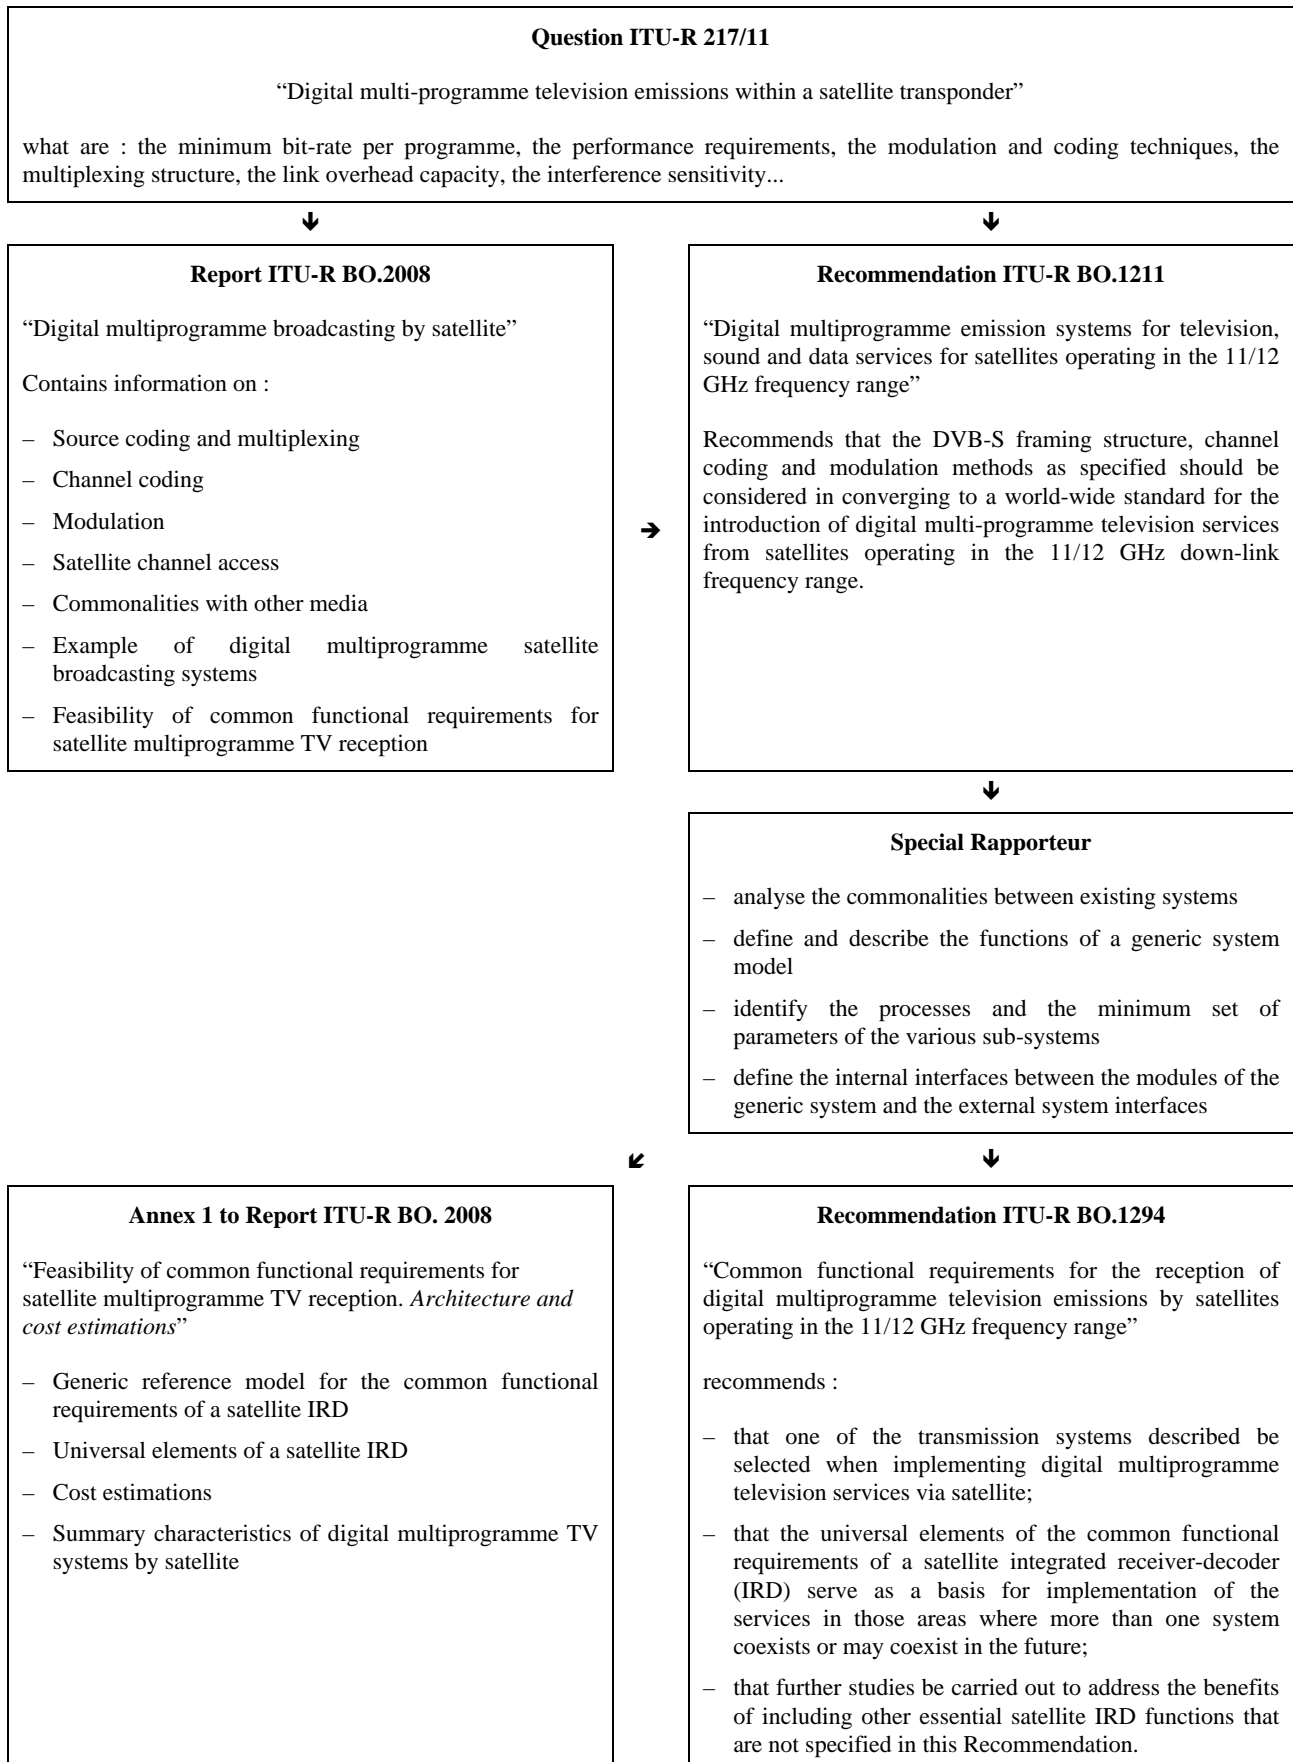 Question ITU-R 217/11
“Digital multi-programme television emissions within a satellite transponder”
what are : the minimum bit-rate per programme, the performance requirements, the modulation and coding techniques, the
multiplexing structure, the link overhead capacity, the interference sensitivity...
Report ITU-R BO.2008
“Digital multiprogramme broadcasting by satellite”
Contains information on :
– Source coding and multiplexing
– Channel coding
– Modulation
– Satellite channel access
– Commonalities with other media
– Example of digital multiprogramme satellite
broadcasting systems
– Feasibility of common functional requirements for
satellite multiprogramme TV reception
Recommendation ITU-R BO.1211
“Digital multiprogramme emission systems for television,
sound and data services for satellites operating in the 11/12
GHz frequency range”
Recommends that the DVB-S framing structure, channel
coding and modulation methods as specified should be
considered in converging to a world-wide standard for the
introduction of digital multi-programme television services
from satellites operating in the 11/12 GHz down-link
frequency range.
Special Rapporteur
– analyse the commonalities between existing systems
– define and describe the functions of a generic system
model
– identify the processes and the minimum set of
parameters of the various sub-systems
– define the internal interfaces between the modules of the
generic system and the external system interfaces
Annex 1 to Report ITU-R BO. 2008
“Feasibility of common functional requirements for
satellite multiprogramme TV reception. Architecture and
cost estimations”
– Generic reference model for the common functional
requirements of a satellite IRD
– Universal elements of a satellite IRD
– Cost estimations
– Summary characteristics of digital multiprogramme TV
systems by satellite
Recommendation ITU-R BO.1294
“Common functional requirements for the reception of
digital multiprogramme television emissions by satellites
operating in the 11/12 GHz frequency range”
recommends :
– that one of the transmission systems described be
selected when implementing digital multiprogramme
television services via satellite;
– that the universal elements of the common functional
requirements of a satellite integrated receiver-decoder
(IRD) serve as a basis for implementation of the
services in those areas where more than one system
coexists or may coexist in the future;
– that further studies be carried out to address the benefits
of including other essential satellite IRD functions that
are not specified in this Recommendation.